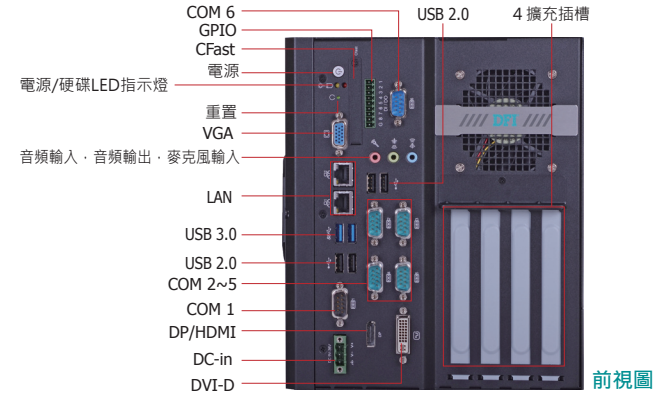 COM 6
USB 2.0
4 擴充插槽
GPIO
CFast
電源
電源/硬碟LED指示燈
重置
VGA
音頻輸入．音頻輸出．麥克風輸入
LAN
USB 3.0
USB 2.0
COM 2~5
COM 1
DP/HDMI
DC-in
DVI-D
DFI
前視圖